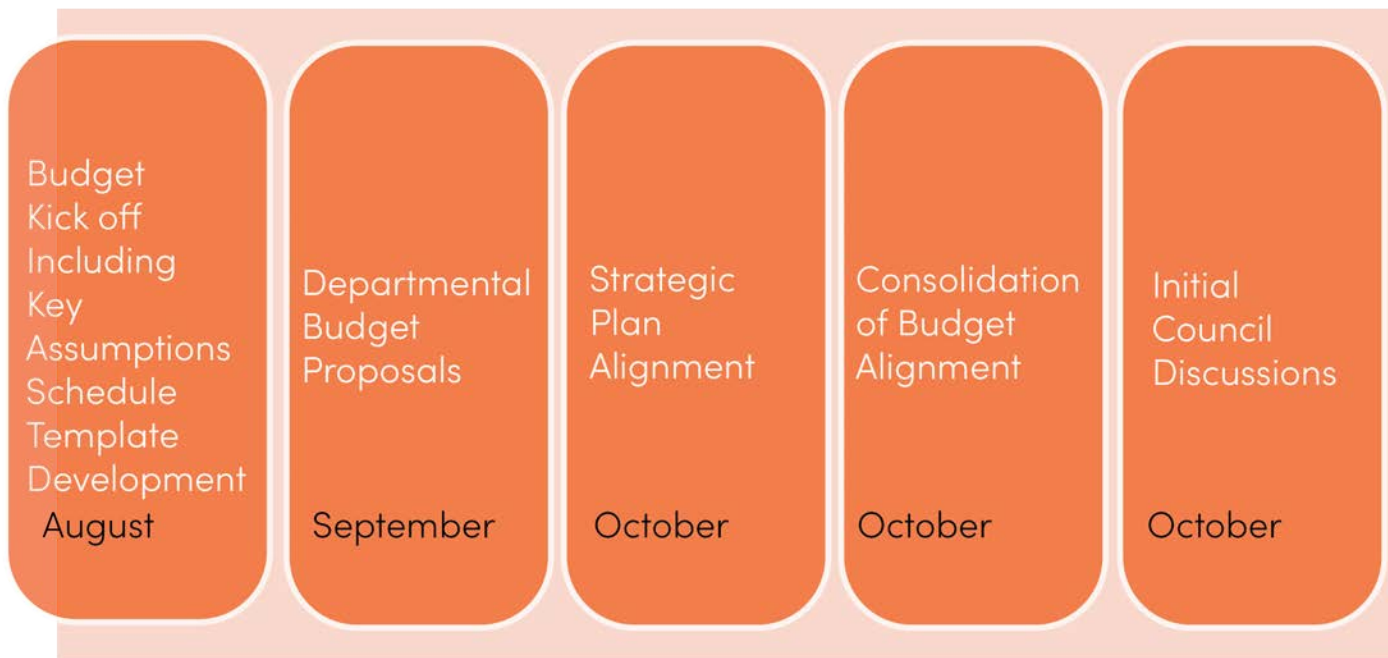 Budget
Kick off
Including
Key
Assumptions
Schedule
Template
Development
August
Departmental
Budget
Proposals
September
Strategic
Plan
Alignment
October
Consolidation
of Budget
Alignment
October
Initial
Council
Discussions
October